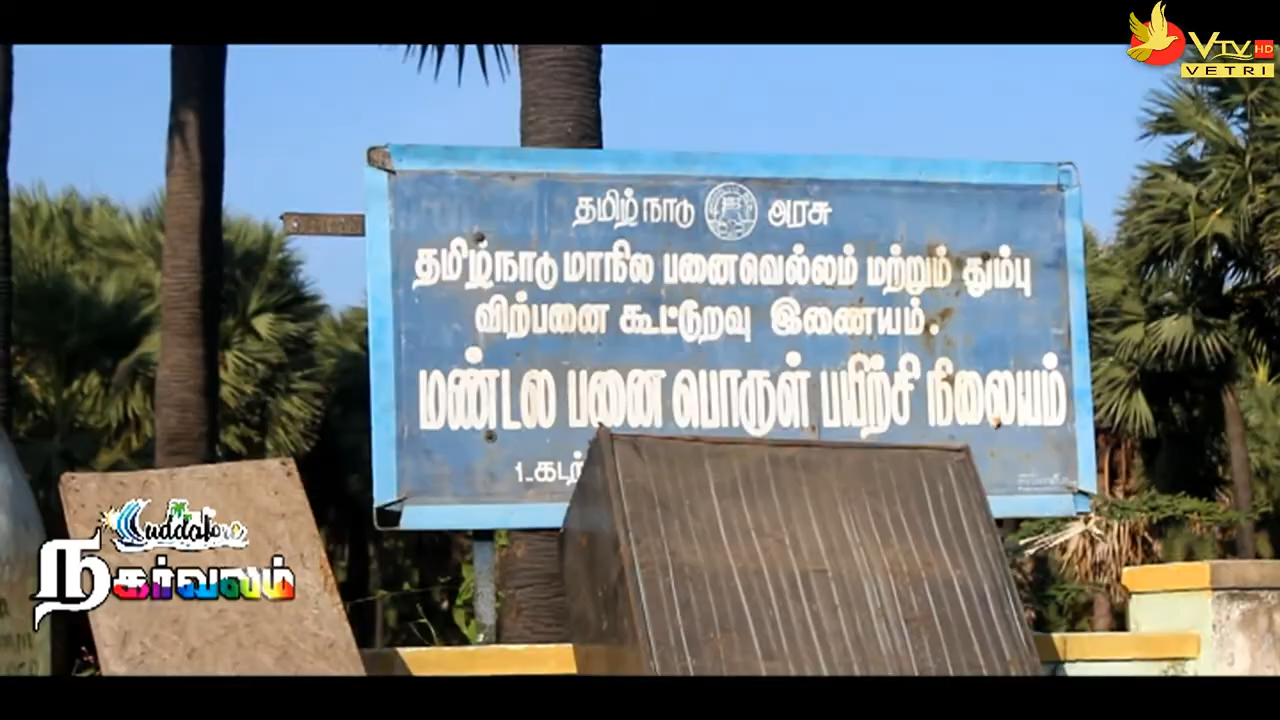 VTV HD
VETRI
தமிழ்நாடு அரசு
தமிழ்நாடு மாநில பனைவெல்லம் மற்றும் தும்பு
விற்பனை கூட்டுறவு இணையம்.
மண்டல பனை பொருள் பயிற்சி நிலையம்
Cuddalore
நகர்வலம்